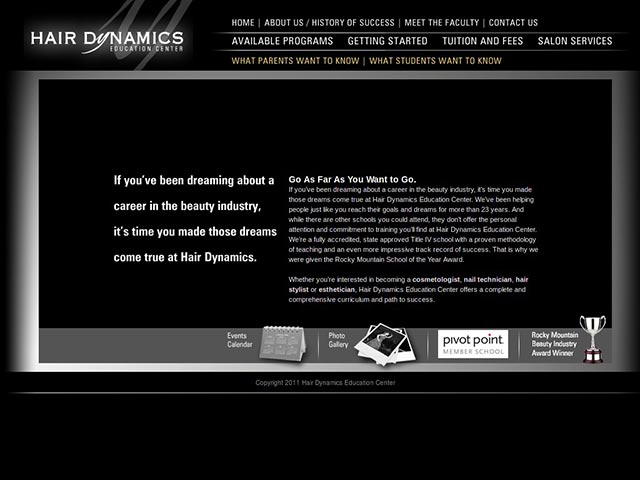 HAIR DyNAMICS
EDUCATION CENTER
HOME | ABOUT US / HISTORY OF SUCCESS | MEET THE FACULTY | CONTACT US
AVAILABLE PROGRAMS GETTING STARTED TUITION AND FEES SALON SERVICES
WHAT PARENTS WANT TO KNOW | WHAT STUDENTS WANT TO KNOW
If you've been dreaming about a
career in the beauty industry,
it's time you made those dreams
come true at Hair Dynamics.
Go As Far As You Want to Go.
If you've been dreaming about a career in the beauty industry, it's time you made
those dreams come true at Hair Dynamics Education Center. We've been helping
people just like you reach their goals and dreams for more than 23 years. And
while there are other schools you could attend, they don't offer the personal
attention and commitment to training you'll find at Hair Dynamics Education Center.
We're a fully accredited, state approved Title IV school with a proven methodology
of teaching and an even more impressive track record of success. That is why we
were given the Rocky Mountain School of the Year Award.
Whether you're interested in becoming a cosmetologist, nail technician, hair
stylist or esthetician, Hair Dynamics Education Center offers a complete and
comprehensive curriculum and path to success.
Events
Calendar
Photo
Gallery
pivot point.
MEMBER SCHOOL
Rocky Mountain
Beauty Industry
Award Winner
Copyright 2011 Hair Dynamics Education Center